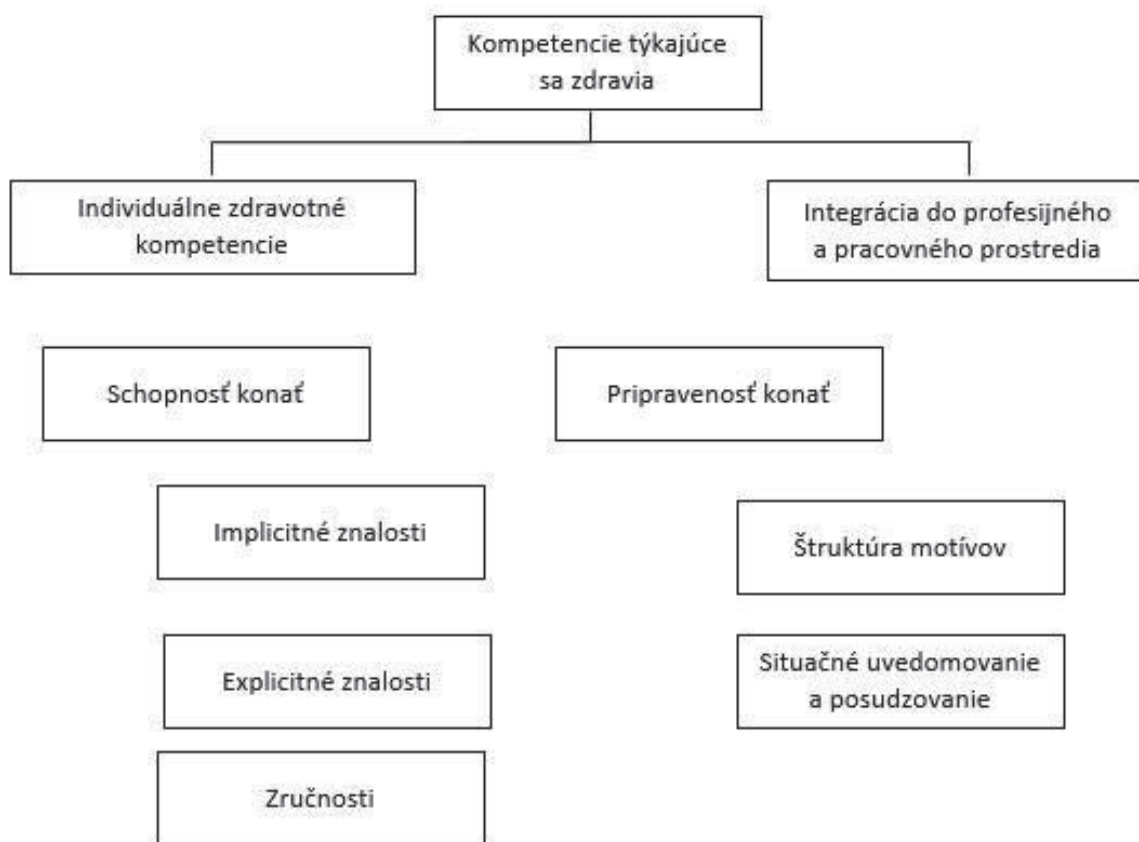 Kompetencie týkajúce
sa zdravia
Individuálne zdravotné
kompetencie
Integrácia do profesijného
a pracovného prostredia
Schopnosť konať
Pripravenosť konať
Implicitné znalosti
Štruktúra motívov
Explicitné znalosti
Situačné uvedomovanie
a posudzovanie
Zručnosti